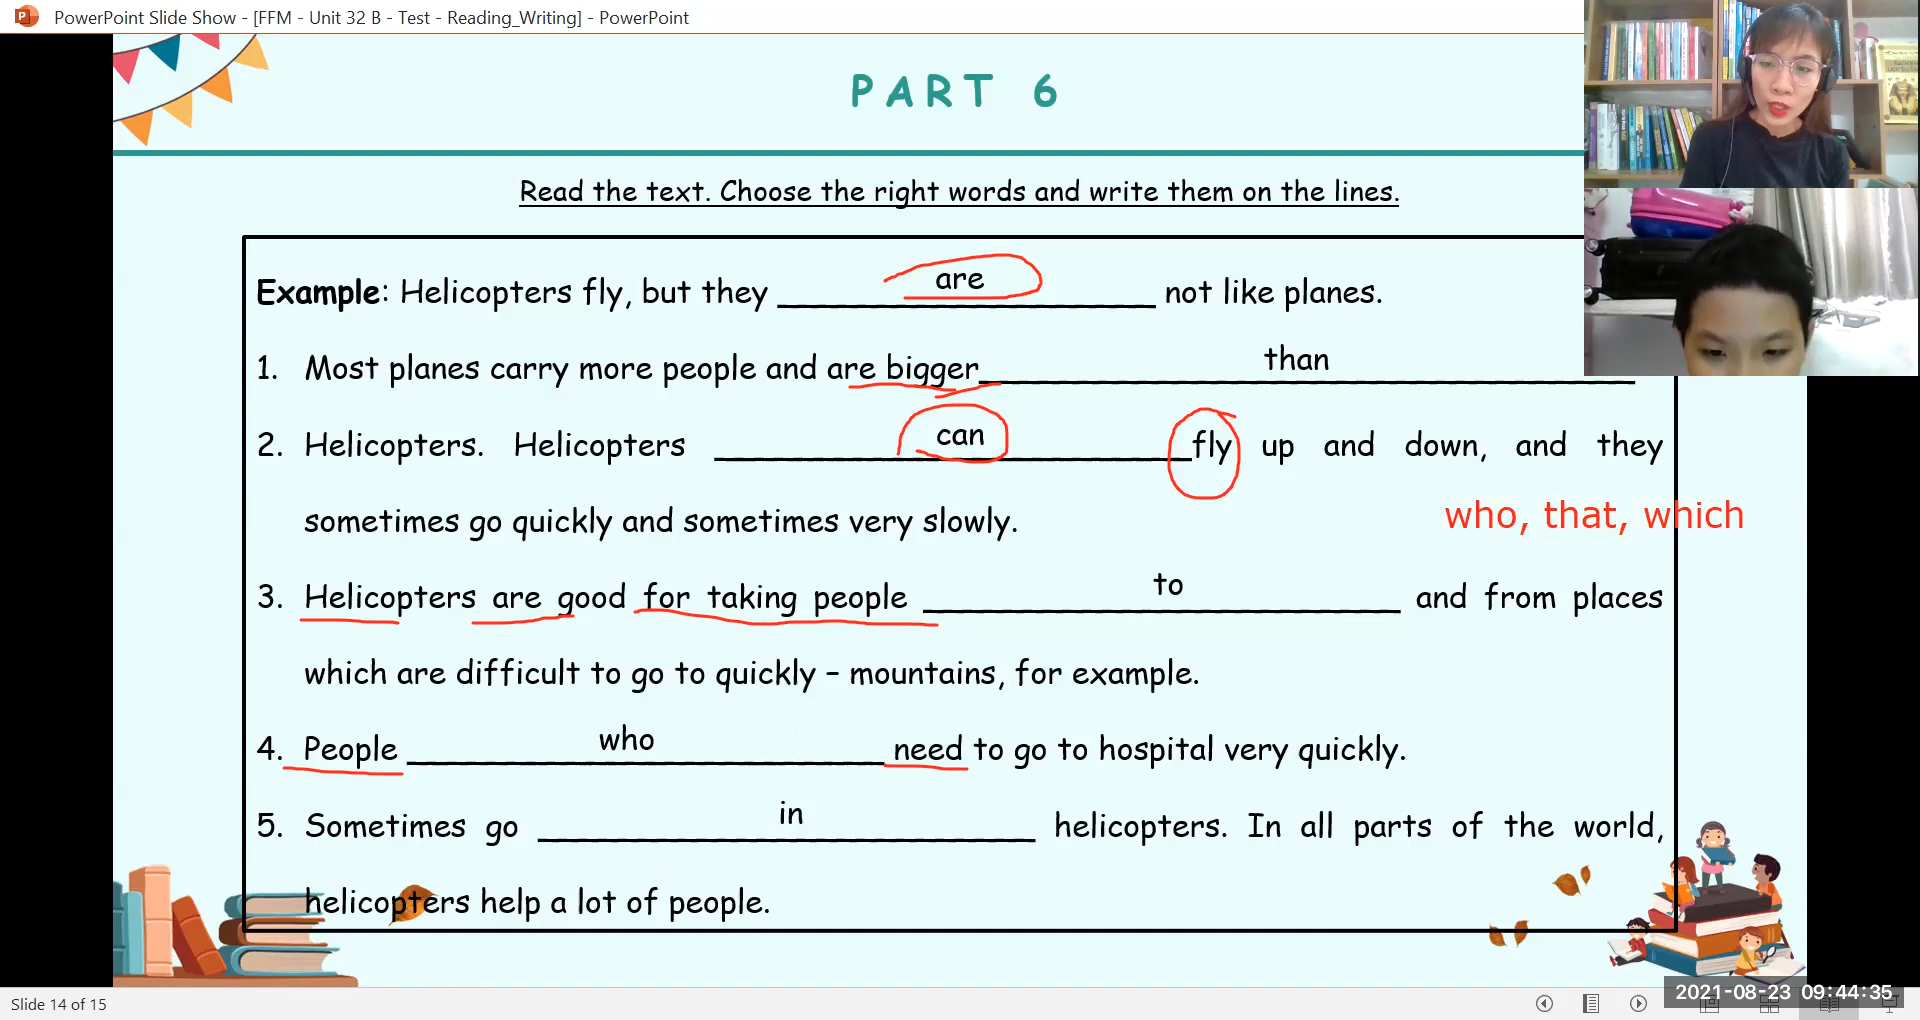 PowerPoint Slide Show - [FFM - Unit 32 B - Test - Reading_Writing] - PowerPoint
PART 6
Read the text. Choose the right words and write them on the lines.
Example: Helicopters fly, but they are not like planes.
1. Most planes carry more people and are bigger than
2. Helicopters. Helicopters can fly up and down, and they
sometimes go quickly and sometimes very slowly.
who, that, which
3. Helicopters are good for taking people to and from places
which are difficult to go to quickly – mountains, for example.
4. People who need to go to hospital very quickly.
5. Sometimes go in helicopters. In all parts of the world,
helicopters help a lot of people.
Slide 14 of 15
2021-08-23 09:44:35